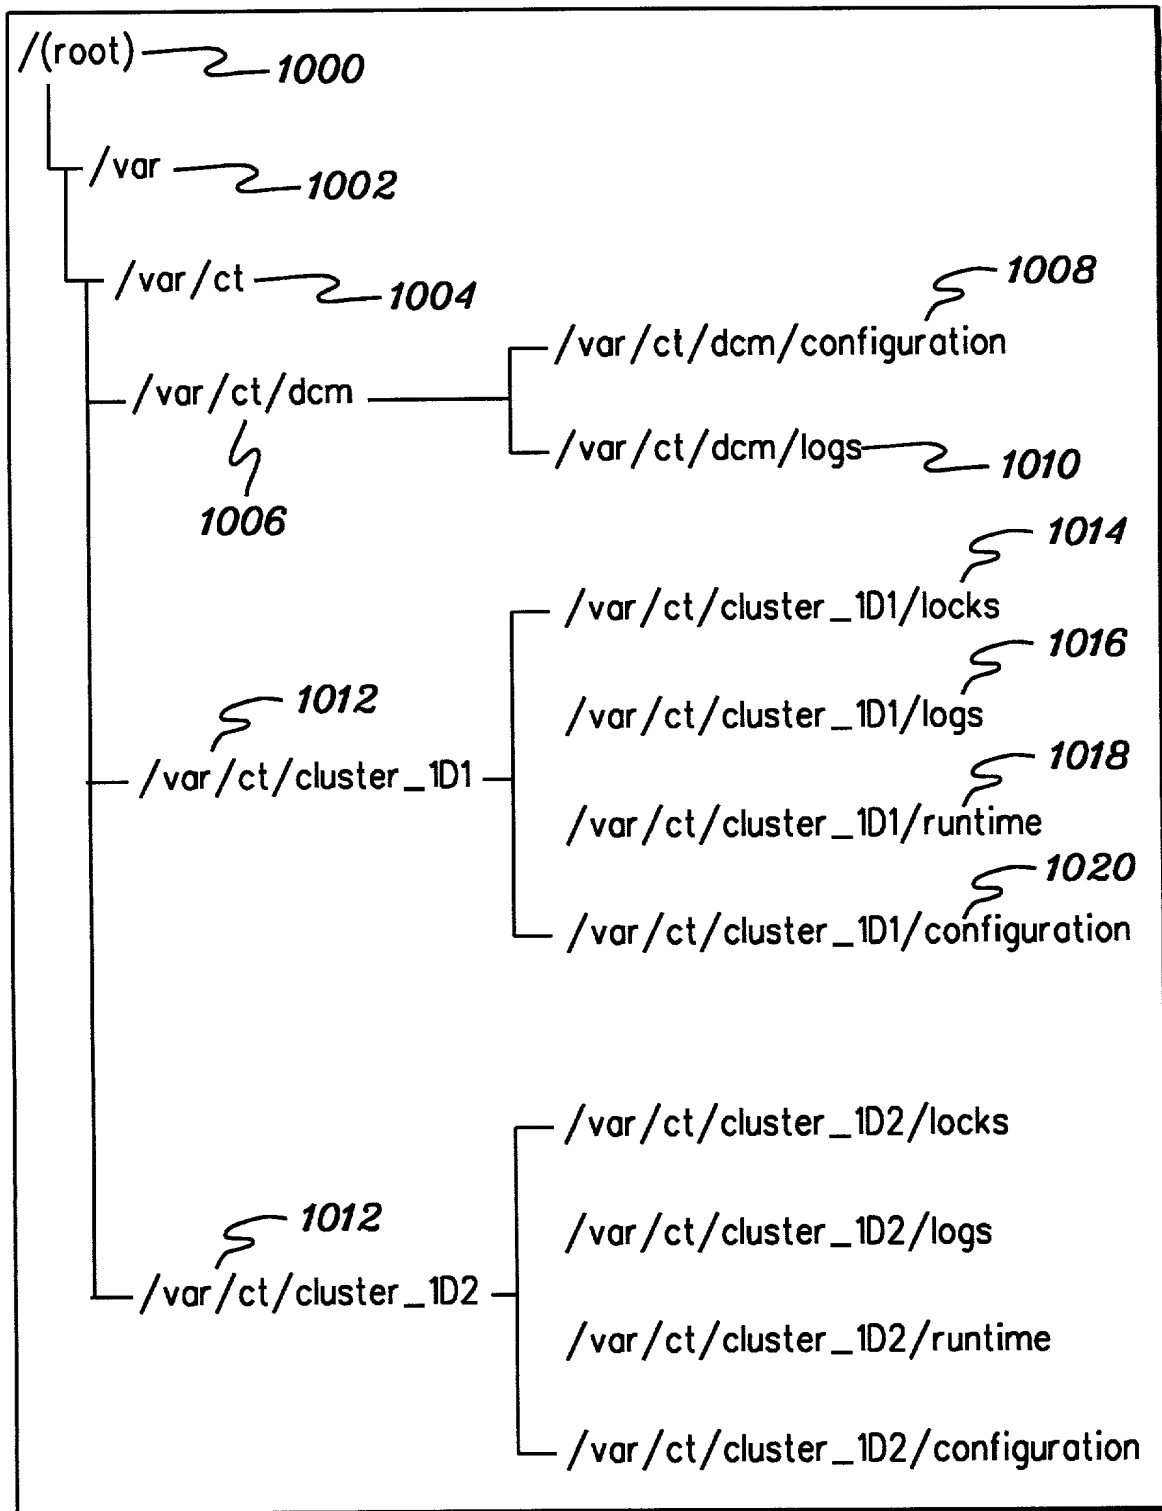 /(root) 1000
/var 1002
/var/ct 1004
1008
/var/ct/dcm/configuration
/var/ct/dcm
/var/ct/dcm/logs 1010
1006
1014
/var/ct/cluster_1D1/locks
1016
1012
/var/ct/cluster_1D1/logs
1018
/var/ct/cluster_1D1
/var/ct/cluster_1D1/runtime
1020
/var/ct/cluster_1D1/configuration
/var/ct/cluster_1D2/locks
1012
/var/ct/cluster_1D2/logs
/var/ct/cluster_1D2
/var/ct/cluster_1D2/runtime
/var/ct/cluster_1D2/configuration